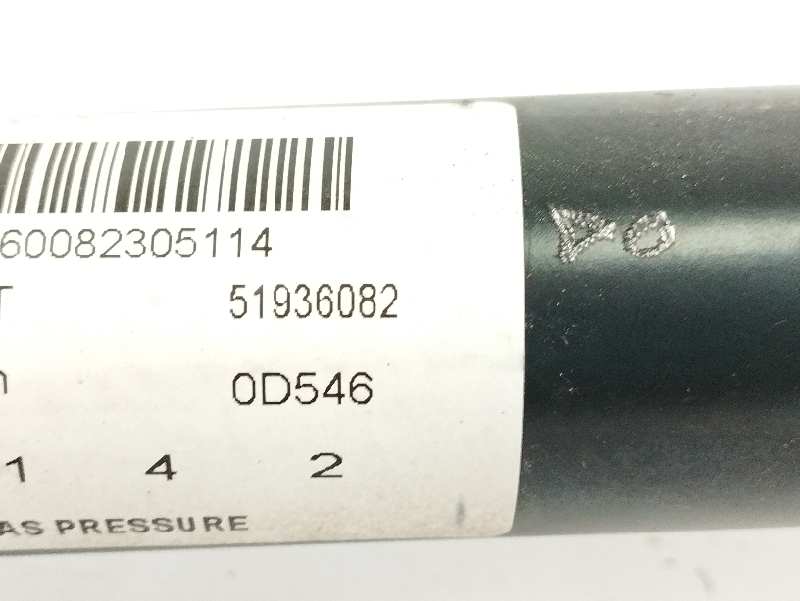 60082305114
T 51936082
0D546
1 4 2
AS PRESSURE